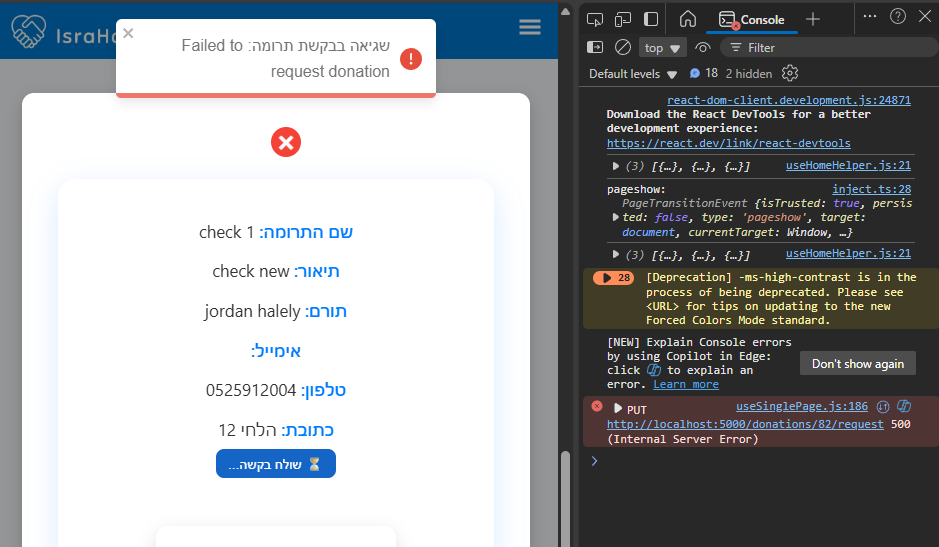 IsraHa
שגיאה בבקשת תרומה: Failed to
request donation
שם התרומה: check 1
תיאור: check new
תורם: jordan halely
אימייל:
טלפון: 0525912004
כתובת: הלחי 12
שולח בקשה...
Console
top
Filter
Default levels
18
2 hidden
react-dom-client.development.js:24871
Download the React DevTools for a better
development experience:
https://react.dev/link/react-devtools
(3) [{…}, {…}, {…}]
useHomeHelper.js:21
pageshow:
inject.ts:28
PageTransitionEvent {isTrusted: true, persis
ted: false, type: 'pageshow', target:
document, currentTarget: Window, …}
(3) [{…}, {…}, {…}]
useHomeHelper.js:21
28
[Deprecation] -ms-high-contrast is in the
process of being deprecated. Please see
<URL> for tips on updating to the new
Forced Colors Mode standard.
[NEW] Explain Console errors
by using Copilot in Edge:
click to explain an
error. Learn more
Don't show again
PUT
useSinglePage.js:186
http://localhost:5000/donations/82/request 500
(Internal Server Error)